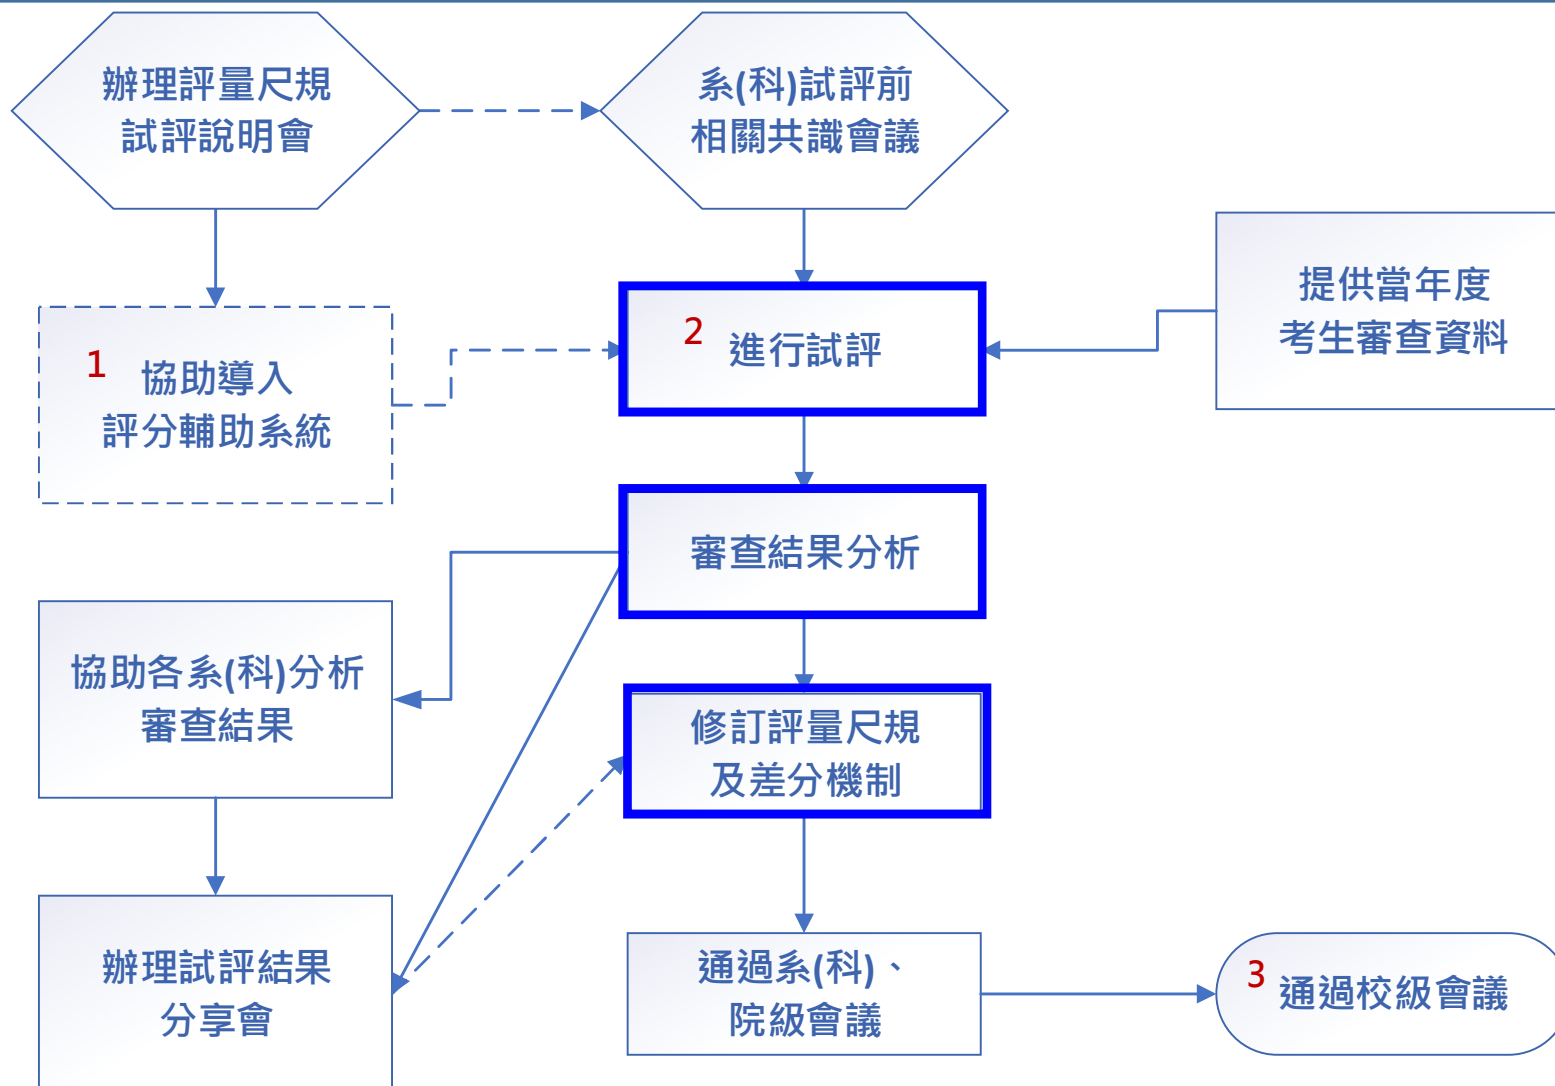 辦理評量尺規
試評說明會
系(科)試評前
相關共識會議
提供當年度
考生審查資料
1
協助導入
評分輔助系統
2
進行試評
審查結果分析
協助各系(科)分析
審查結果
修訂評量尺規
及差分機制
辦理試評結果
分享會
通過系(科)、
院級會議
3
通過校級會議